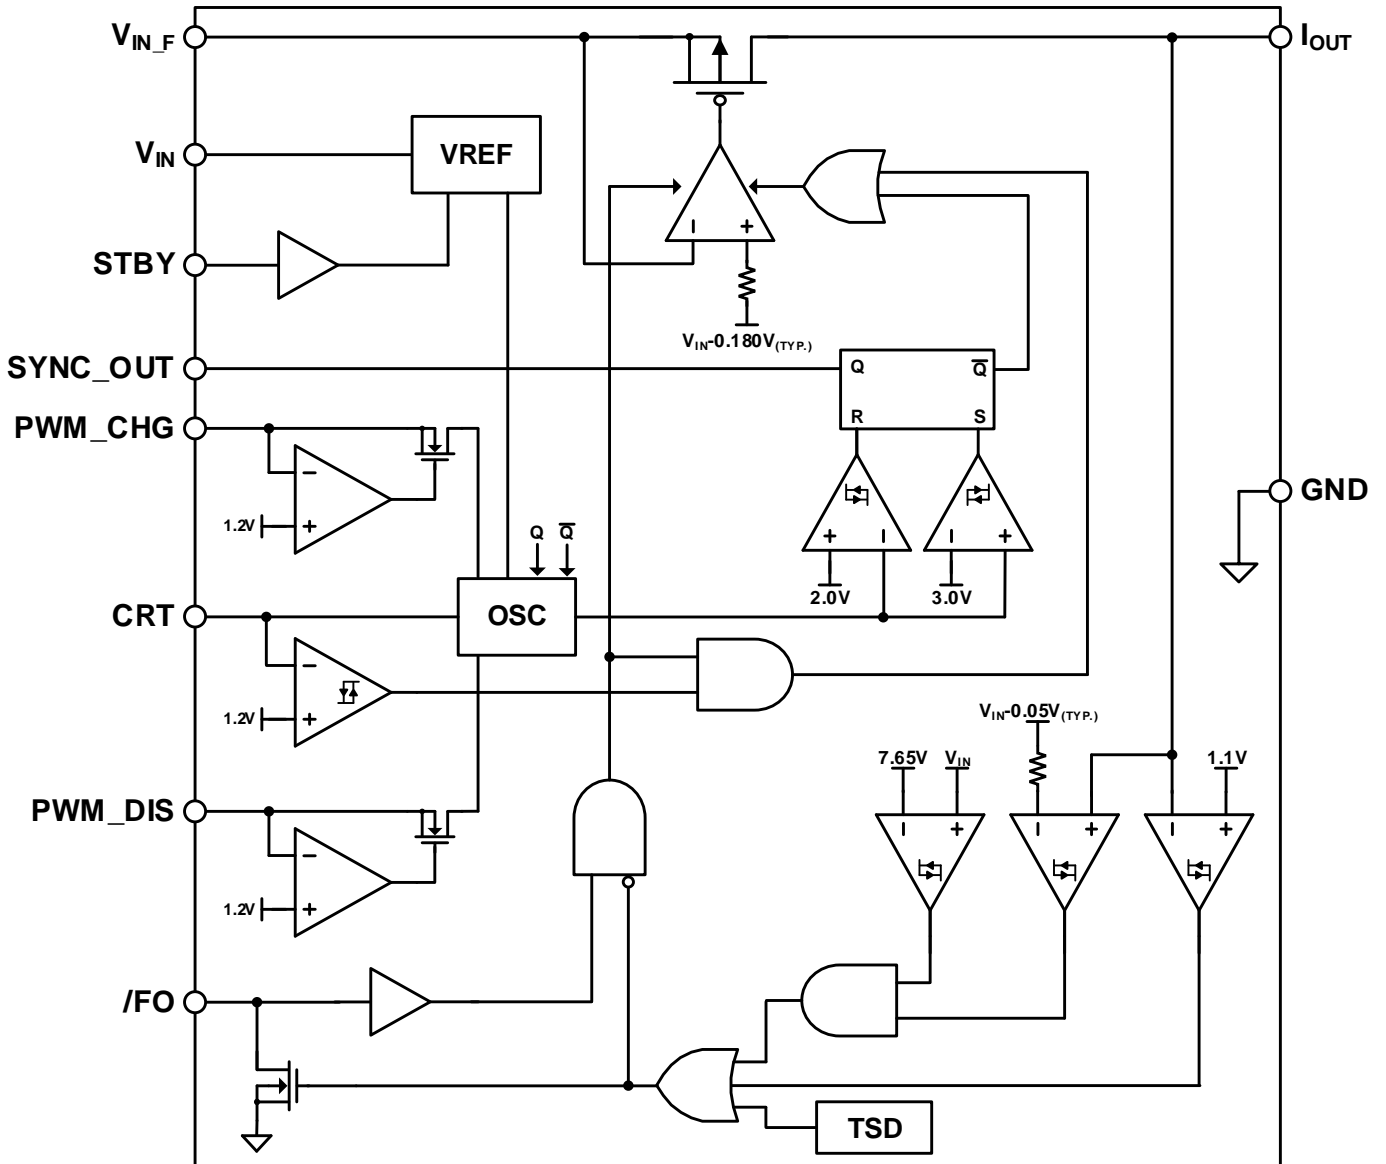 V_IN_F
I_OUT
V_IN
VREF
STBY
V_IN-0.180V(TYP.)
SYNC_OUT
Q
Q̅
R
S
PWM_CHG
−
+
1.2V
GND
Q
Q̅
+
−
−
+
2.0V
3.0V
CRT
OSC
−
+
1.2V
V_IN-0.05V(TYP.)
7.65V
V_IN
1.1V
PWM_DIS
−
+
−
+
−
+
−
+
1.2V
/FO
TSD
−
+